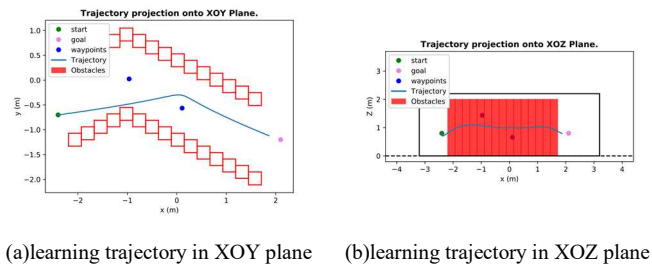 Trajectory projection onto XOY Plane.
start
goal
waypoints
Trajectory
Obstacles
1.0
0.5
0.0
−0.5
−1.0
−1.5
−2.0
y (m)
−2
−1
0
1
2
x (m)
Trajectory projection onto XOZ Plane.
start
goal
waypoints
Trajectory
Obstacles
3
2
1
0
Z (m)
−4
−3
−2
−1
0
1
2
3
4
x (m)
(a)learning trajectory in XOY plane
(b)learning trajectory in XOZ plane